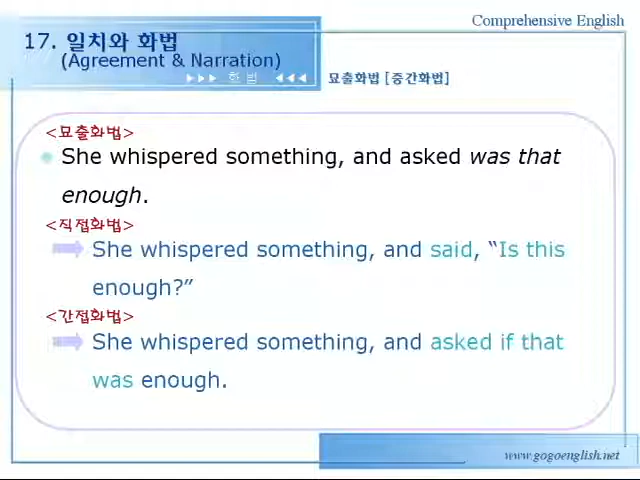 Comprehensive English
17. 일치와 화법
(Agreement & Narration)
▶▶▶ 화 법 ◀◀◀
묘출화법 [중간화법]
<묘출화법>
She whispered something, and asked was that
enough.
<직접화법>
She whispered something, and said, “Is this
enough?”
<간접화법>
She whispered something, and asked if that
was enough.
www.gogoenglish.net